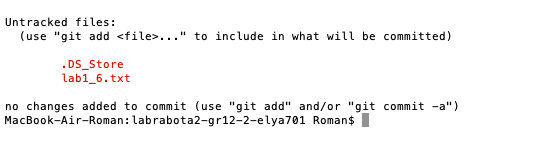 Untracked files:
(use "git add <file>..." to include in what will be committed)
.DS_Store
lab1_6.txt
no changes added to commit (use "git add" and/or "git commit -a")
MacBook-Air-Roman:labrabota2-gr12-2-elya701 Roman$